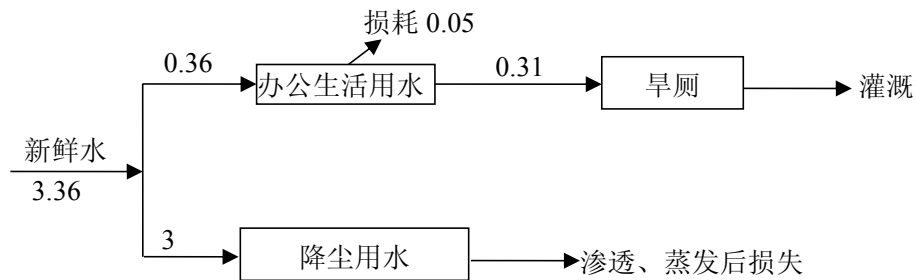 损耗 0.05
0.36
办公生活用水
0.31
旱厕
灌溉
新鲜水
3.36
3
降尘用水
渗透、蒸发后损失